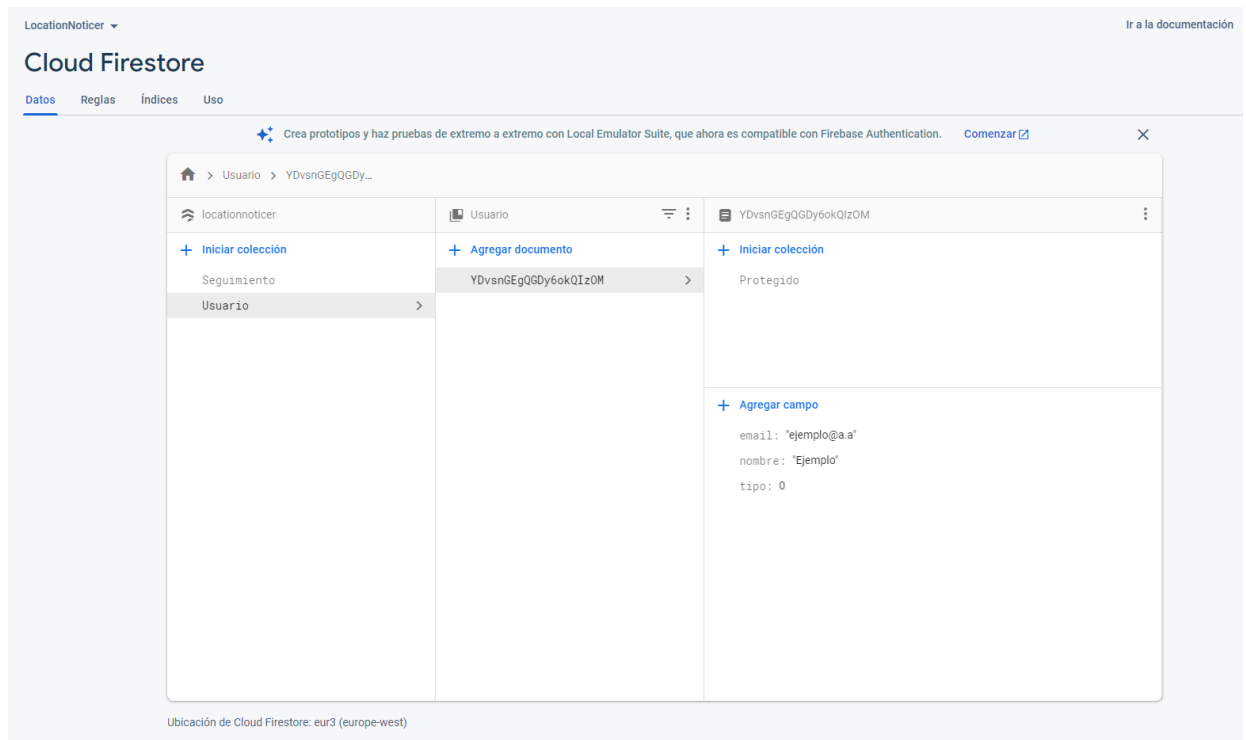 LocationNoticer
Ir a la documentación
Cloud Firestore
Datos Reglas Índices Uso
Crea prototipos y haz pruebas de extremo a extremo con Local Emulator Suite, que ahora es compatible con Firebase Authentication. Comenzar
Usuario > YDvsnGEgQGDy...
locationnoticer
Usuario
YDvsnGEgQGDy6okQIzOM
Iniciar colección
Agregar documento
Iniciar colección
Seguimiento
YDvsnGEgQGDy6okQIzOM
Protegido
Usuario
Agregar campo
email: "ejemplo@a.a"
nombre: "Ejemplo"
tipo: 0
Ubicación de Cloud Firestore: eur3 (europe-west)